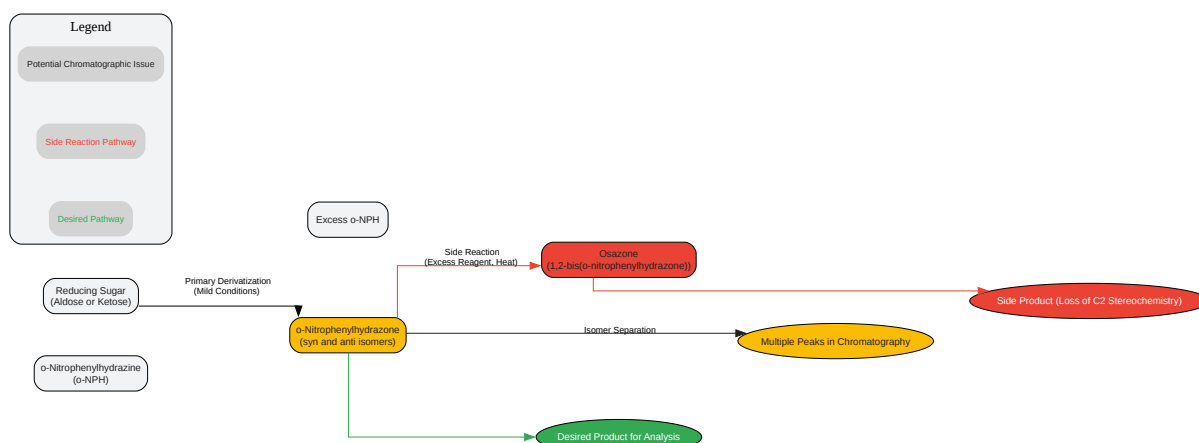 Legend
Potential Chromatographic Issue
Side Reaction Pathway
Desired Pathway
Excess o-NPH
Side Reaction
(Excess Reagent, Heat)
Osazone
(1,2-bis(o-nitrophenylhydrazone))
Primary Derivatization
(Mild Conditions)
Reducing Sugar
(Aldose or Ketose)
Side Product (Loss of C2 Stereochemistry)
o-Nitrophenylhydrazone
(syn and anti isomers)
Isomer Separation
Multiple Peaks in Chromatography
o-Nitrophenylhydrazine
(o-NPH)
Desired Product for Analysis